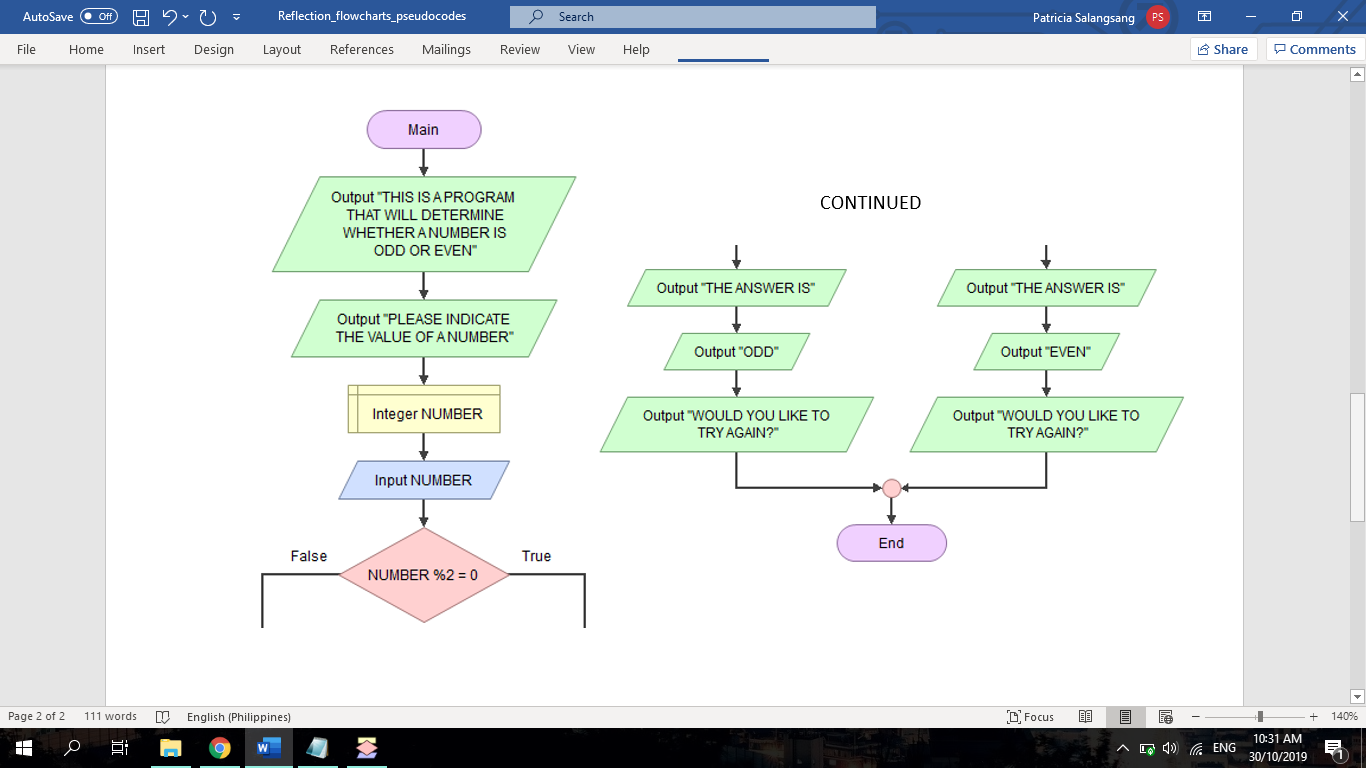 AutoSave Off
Reflection_flowcharts_pseudocodes
Search
Patricia Salangsang PS
File Home Insert Design Layout References Mailings Review View Help
Share Comments
Main
Output "THIS IS A PROGRAM
THAT WILL DETERMINE
WHETHER A NUMBER IS
ODD OR EVEN"
Output "PLEASE INDICATE
THE VALUE OF A NUMBER"
Integer NUMBER
Input NUMBER
False
True
NUMBER %2 = 0
CONTINUED
Output "THE ANSWER IS"
Output "ODD"
Output "WOULD YOU LIKE TO
TRY AGAIN?"
Output "THE ANSWER IS"
Output "EVEN"
Output "WOULD YOU LIKE TO
TRY AGAIN?"
End
Page 2 of 2 111 words English (Philippines)
Focus
140%
ENG
10:31 AM
30/10/2019
1